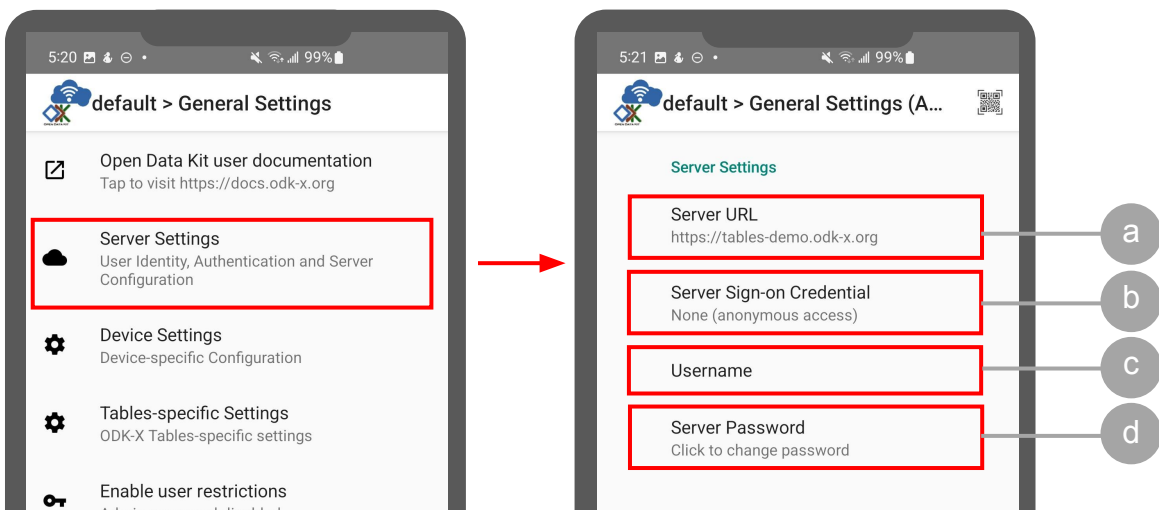 5:20
99%
default > General Settings
Open Data Kit user documentation
Tap to visit https://docs.odk-x.org
Server Settings
User Identity, Authentication and Server
Configuration
Device Settings
Device-specific Configuration
Tables-specific Settings
ODK-X Tables-specific settings
Enable user restrictions
5:21
99%
default > General Settings (A...
Server Settings
Server URL
https://tables-demo.odk-x.org
Server Sign-on Credential
None (anonymous access)
Username
Server Password
Click to change password
a
b
c
d